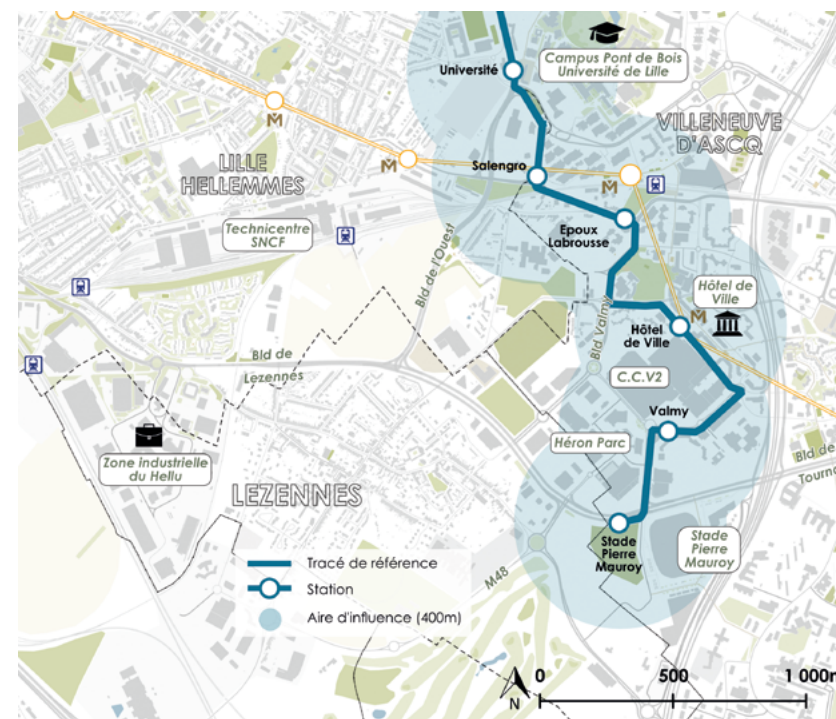 Université
Campus Pont de Bois
Université de Lille
VILLENEUVE
D'ASCQ
M
M
M
LILLE
HELLEMMES
Salengro
Technicentre
SNCF
Epoux
Labrousse
Bld de l'Ouest
Hôtel de
Ville
M
Bld Valmy
Hôtel
de Ville
Bld de
Lezennes
C.C.V2
Valmy
Héron Parc
Bld de
Tourna
Zone industrielle
du Hellu
LEZENNES
Stade
Pierre
Mauroy
Stade
Pierre
Mauroy
M48
Tracé de référence
Station
Aire d'influence (400m)
N
0 500 1 000m